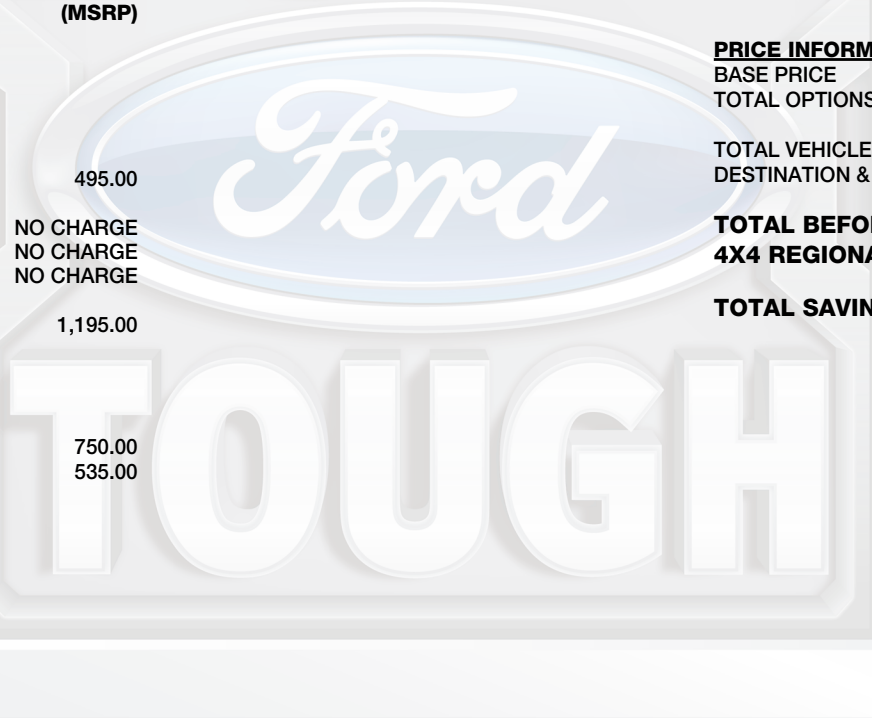 (MSRP)
495.00
NO CHARGE
NO CHARGE
NO CHARGE
1,195.00
750.00
535.00
PRICE INFORM
BASE PRICE
TOTAL OPTIONS
TOTAL VEHICLE
DESTINATION &
TOTAL BEFOR
4X4 REGIONA
TOTAL SAVIN
Ford
TOUGH